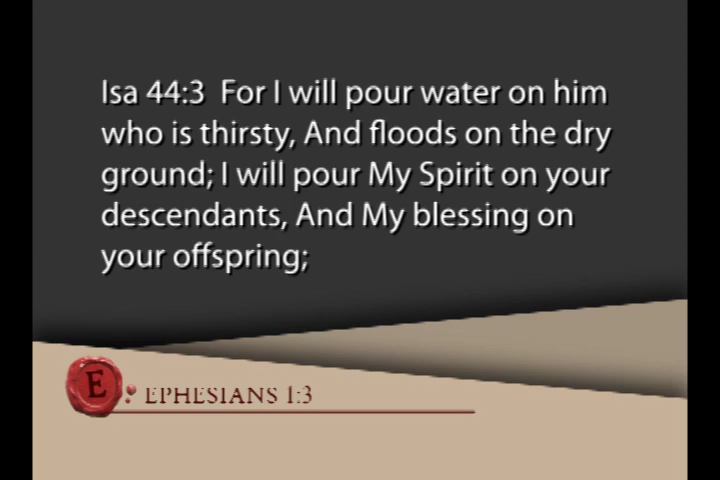 Isa 44:3  For I will pour water on him
who is thirsty, And floods on the dry
ground; I will pour My Spirit on your
descendants, And My blessing on
your offspring;
E
EPHESIANS 1:3